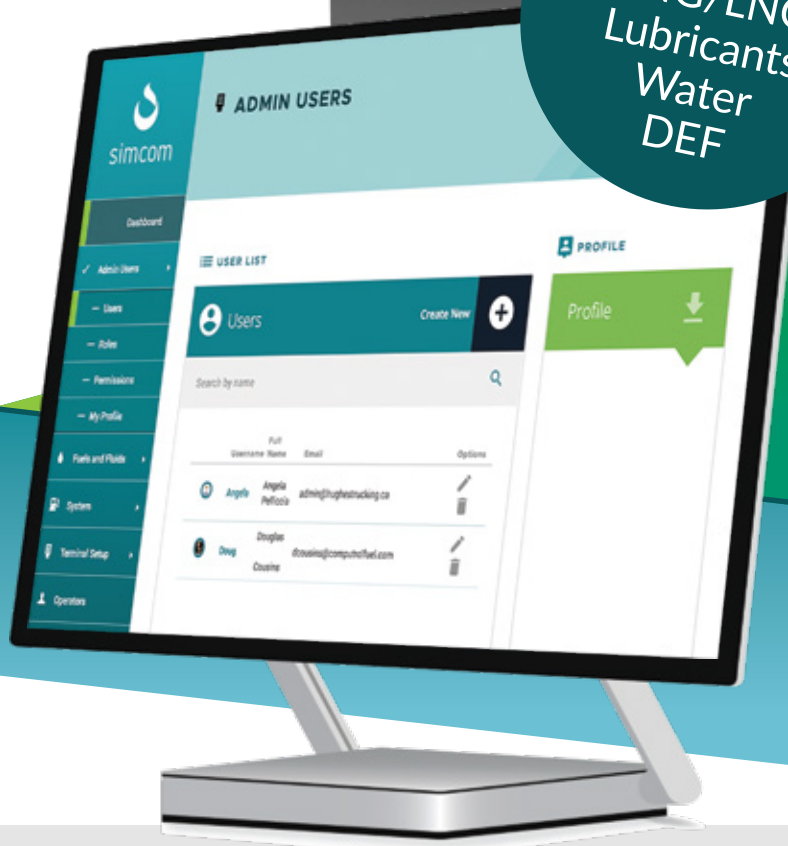 Lubricants
Water
DEF
simcom
ADMIN USERS
Dashboard
Admin Users
Users
Roles
Permissions
My Profile
Fuels and Fluids
System
Terminal Setup
Operators
USER LIST
Users
Create New
Search by name
Username Full Name Email Options
Angela Angela Pelliccia admin@hughestrucking.ca
Doug Douglas Cousins dcousins@computrolfuel.com
PROFILE
Profile